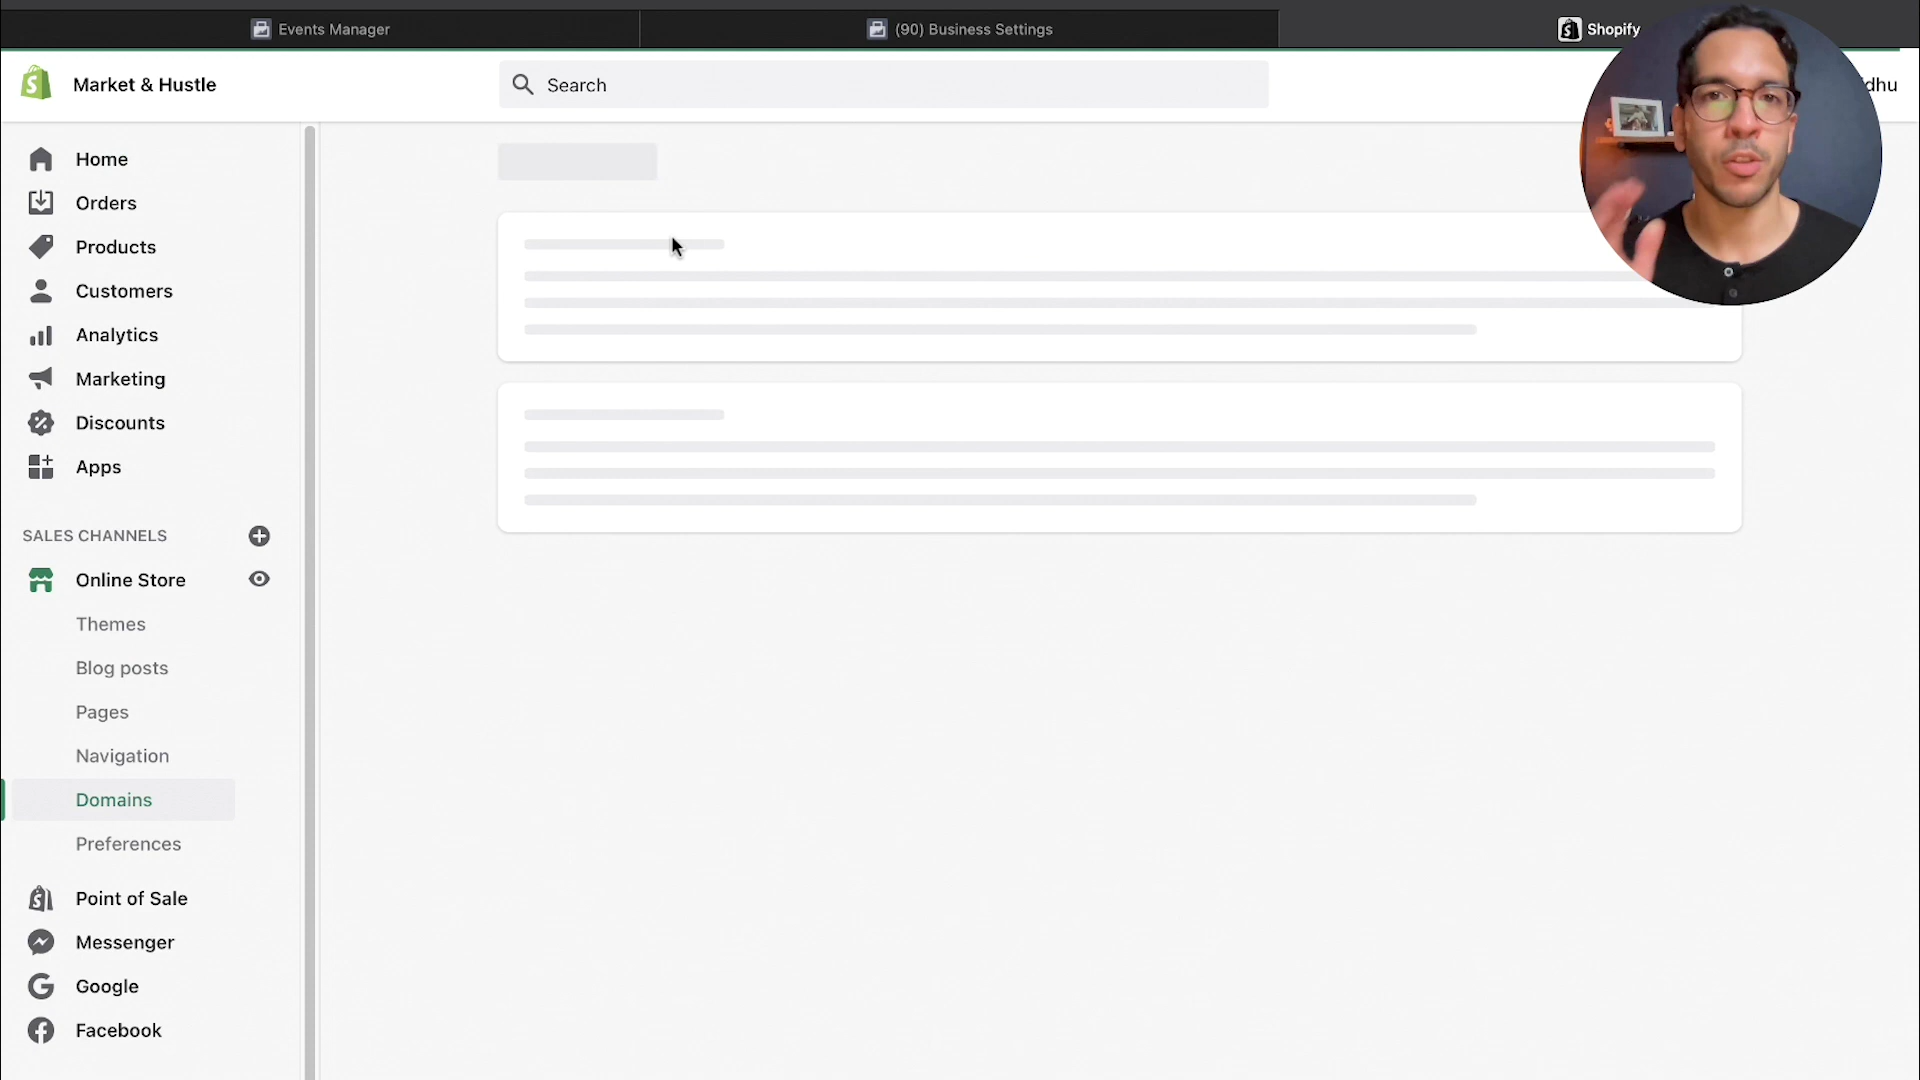 Events Manager
(90) Business Settings
Shopify
Market & Hustle
Search
dhu
Home
Orders
Products
Customers
Analytics
Marketing
Discounts
Apps
SALES CHANNELS
Online Store
Themes
Blog posts
Pages
Navigation
Domains
Preferences
Point of Sale
Messenger
Google
Facebook